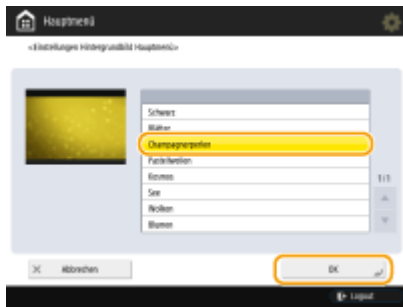 Hauptmenü
<Einstellungen Hintergrundbild Hauptmenü>
Schwarz
Blätter
Champagnerperlen
Pastellwellen
Kosmos
See
Wolken
Blumen
1/1
Abbrechen
OK
Logout